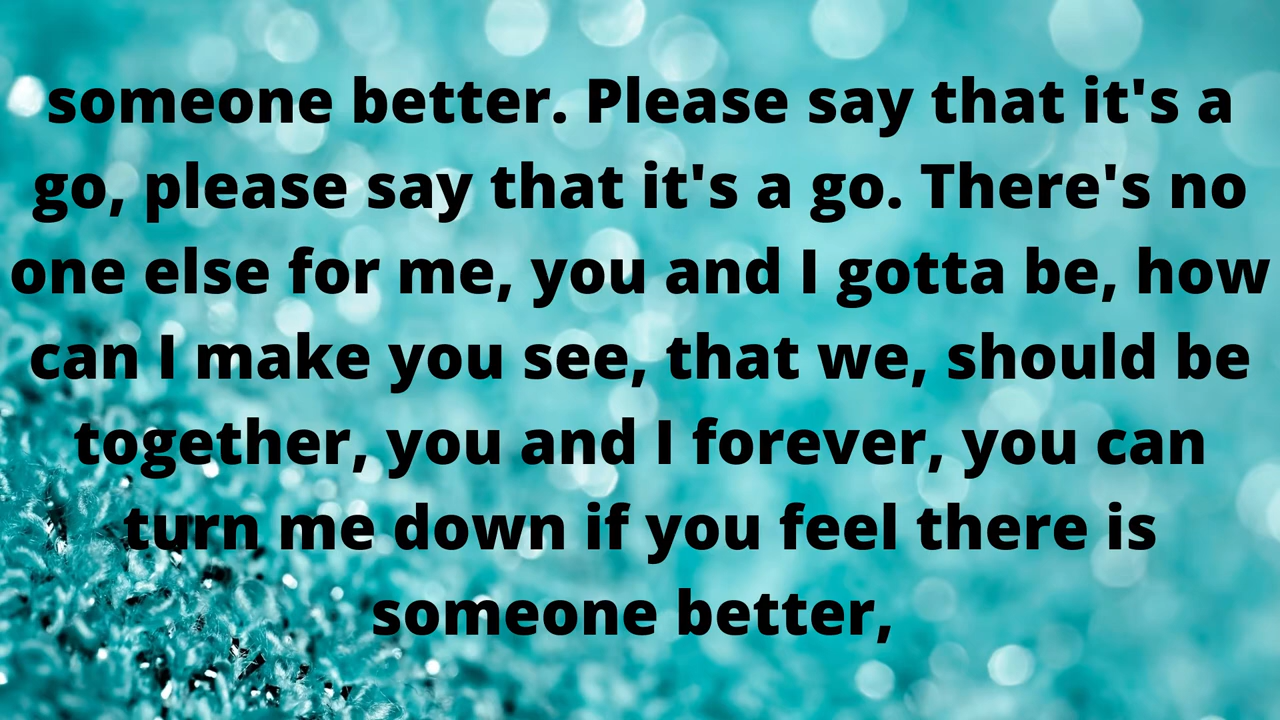 someone better. Please say that it's a
go, please say that it's a go. There's no
one else for me, you and I gotta be, how
can I make you see, that we, should be
together, you and I forever, you can
turn me down if you feel there is
someone better,